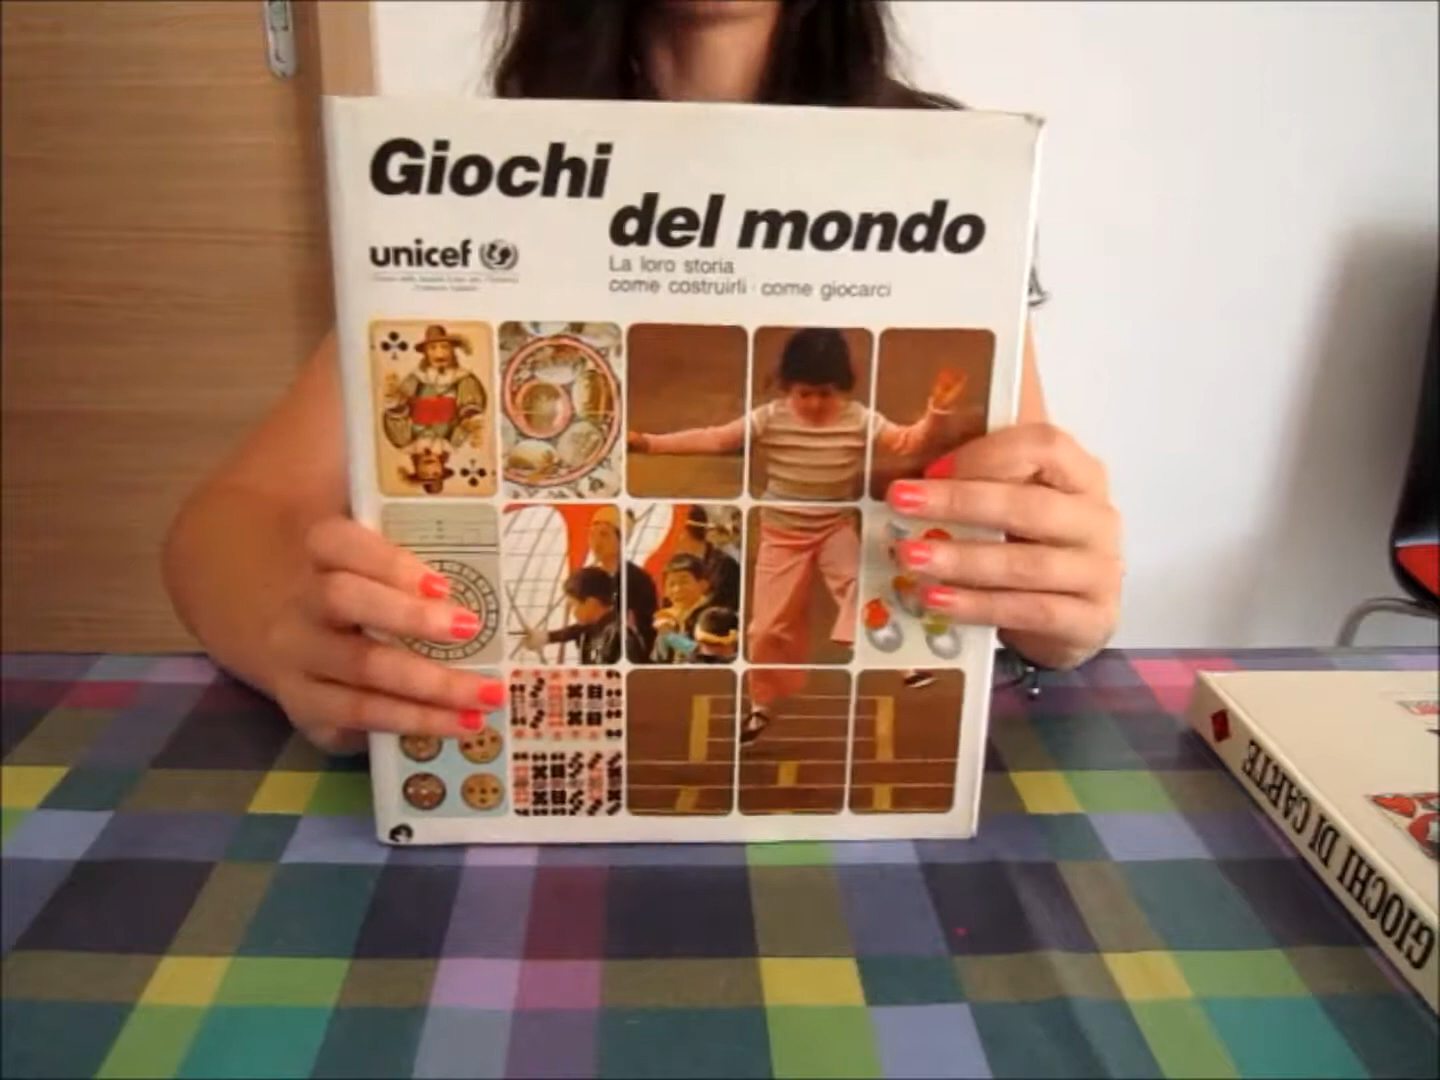 Giochi
del mondo
unicef
La loro storia
come costruirli · come giocarci
GIOCHI DI CARTE